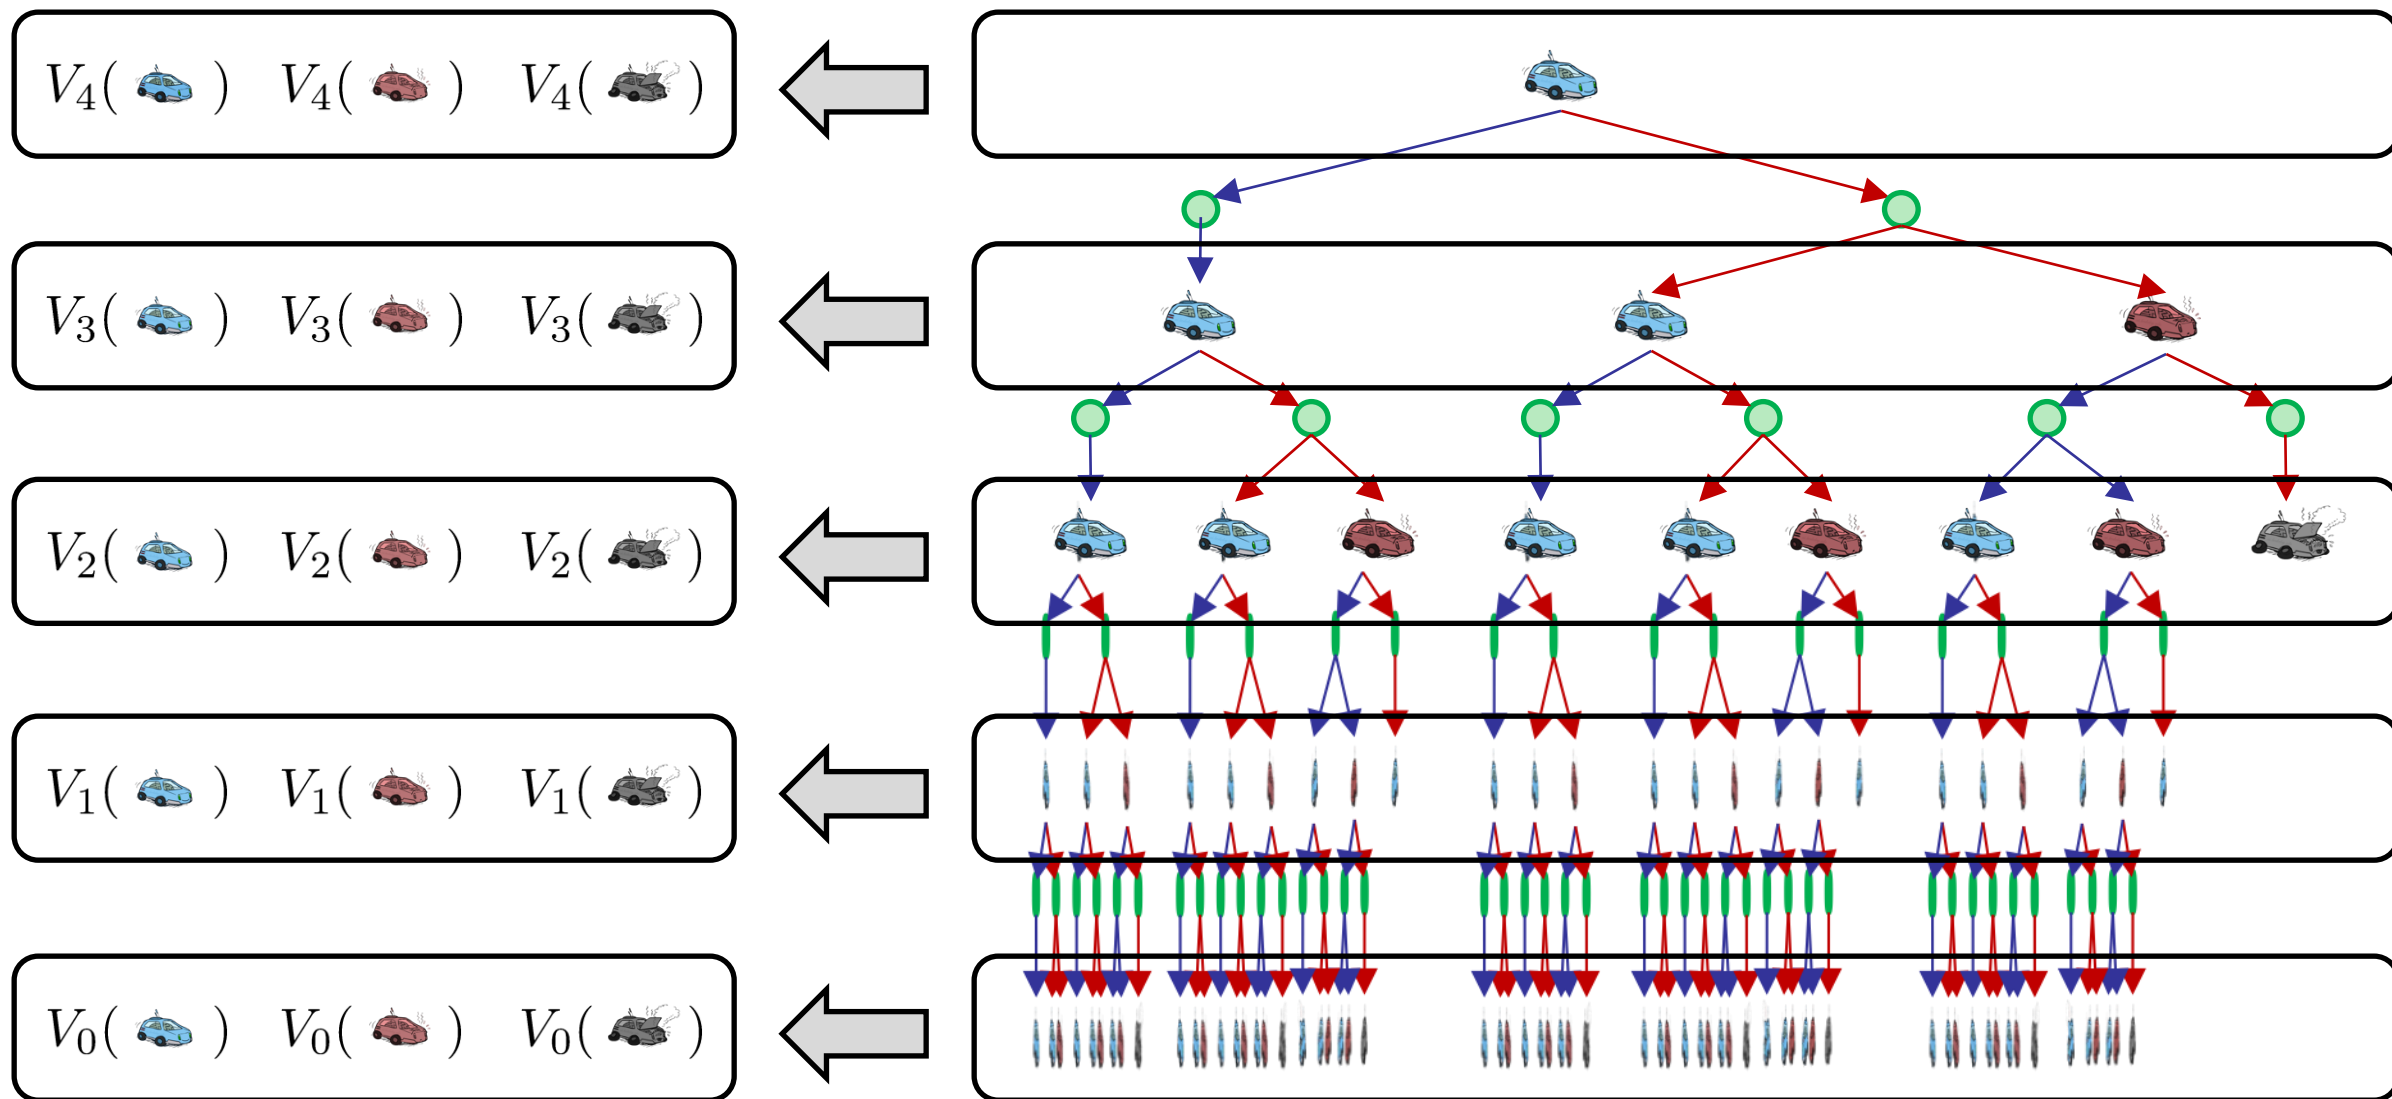 V4( ) V4( ) V4( )
V3( ) V3( ) V3( )
V2( ) V2( ) V2( )
V1( ) V1( ) V1( )
V0( ) V0( ) V0( )